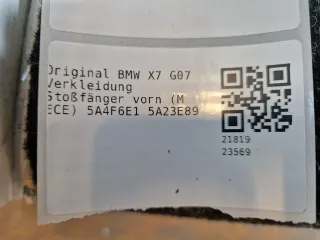 Original BMW X7 G07
Verkleidung
Stoßfänger vorn (M
ECE) 5A4F6E1 5A23E89
21819
23569